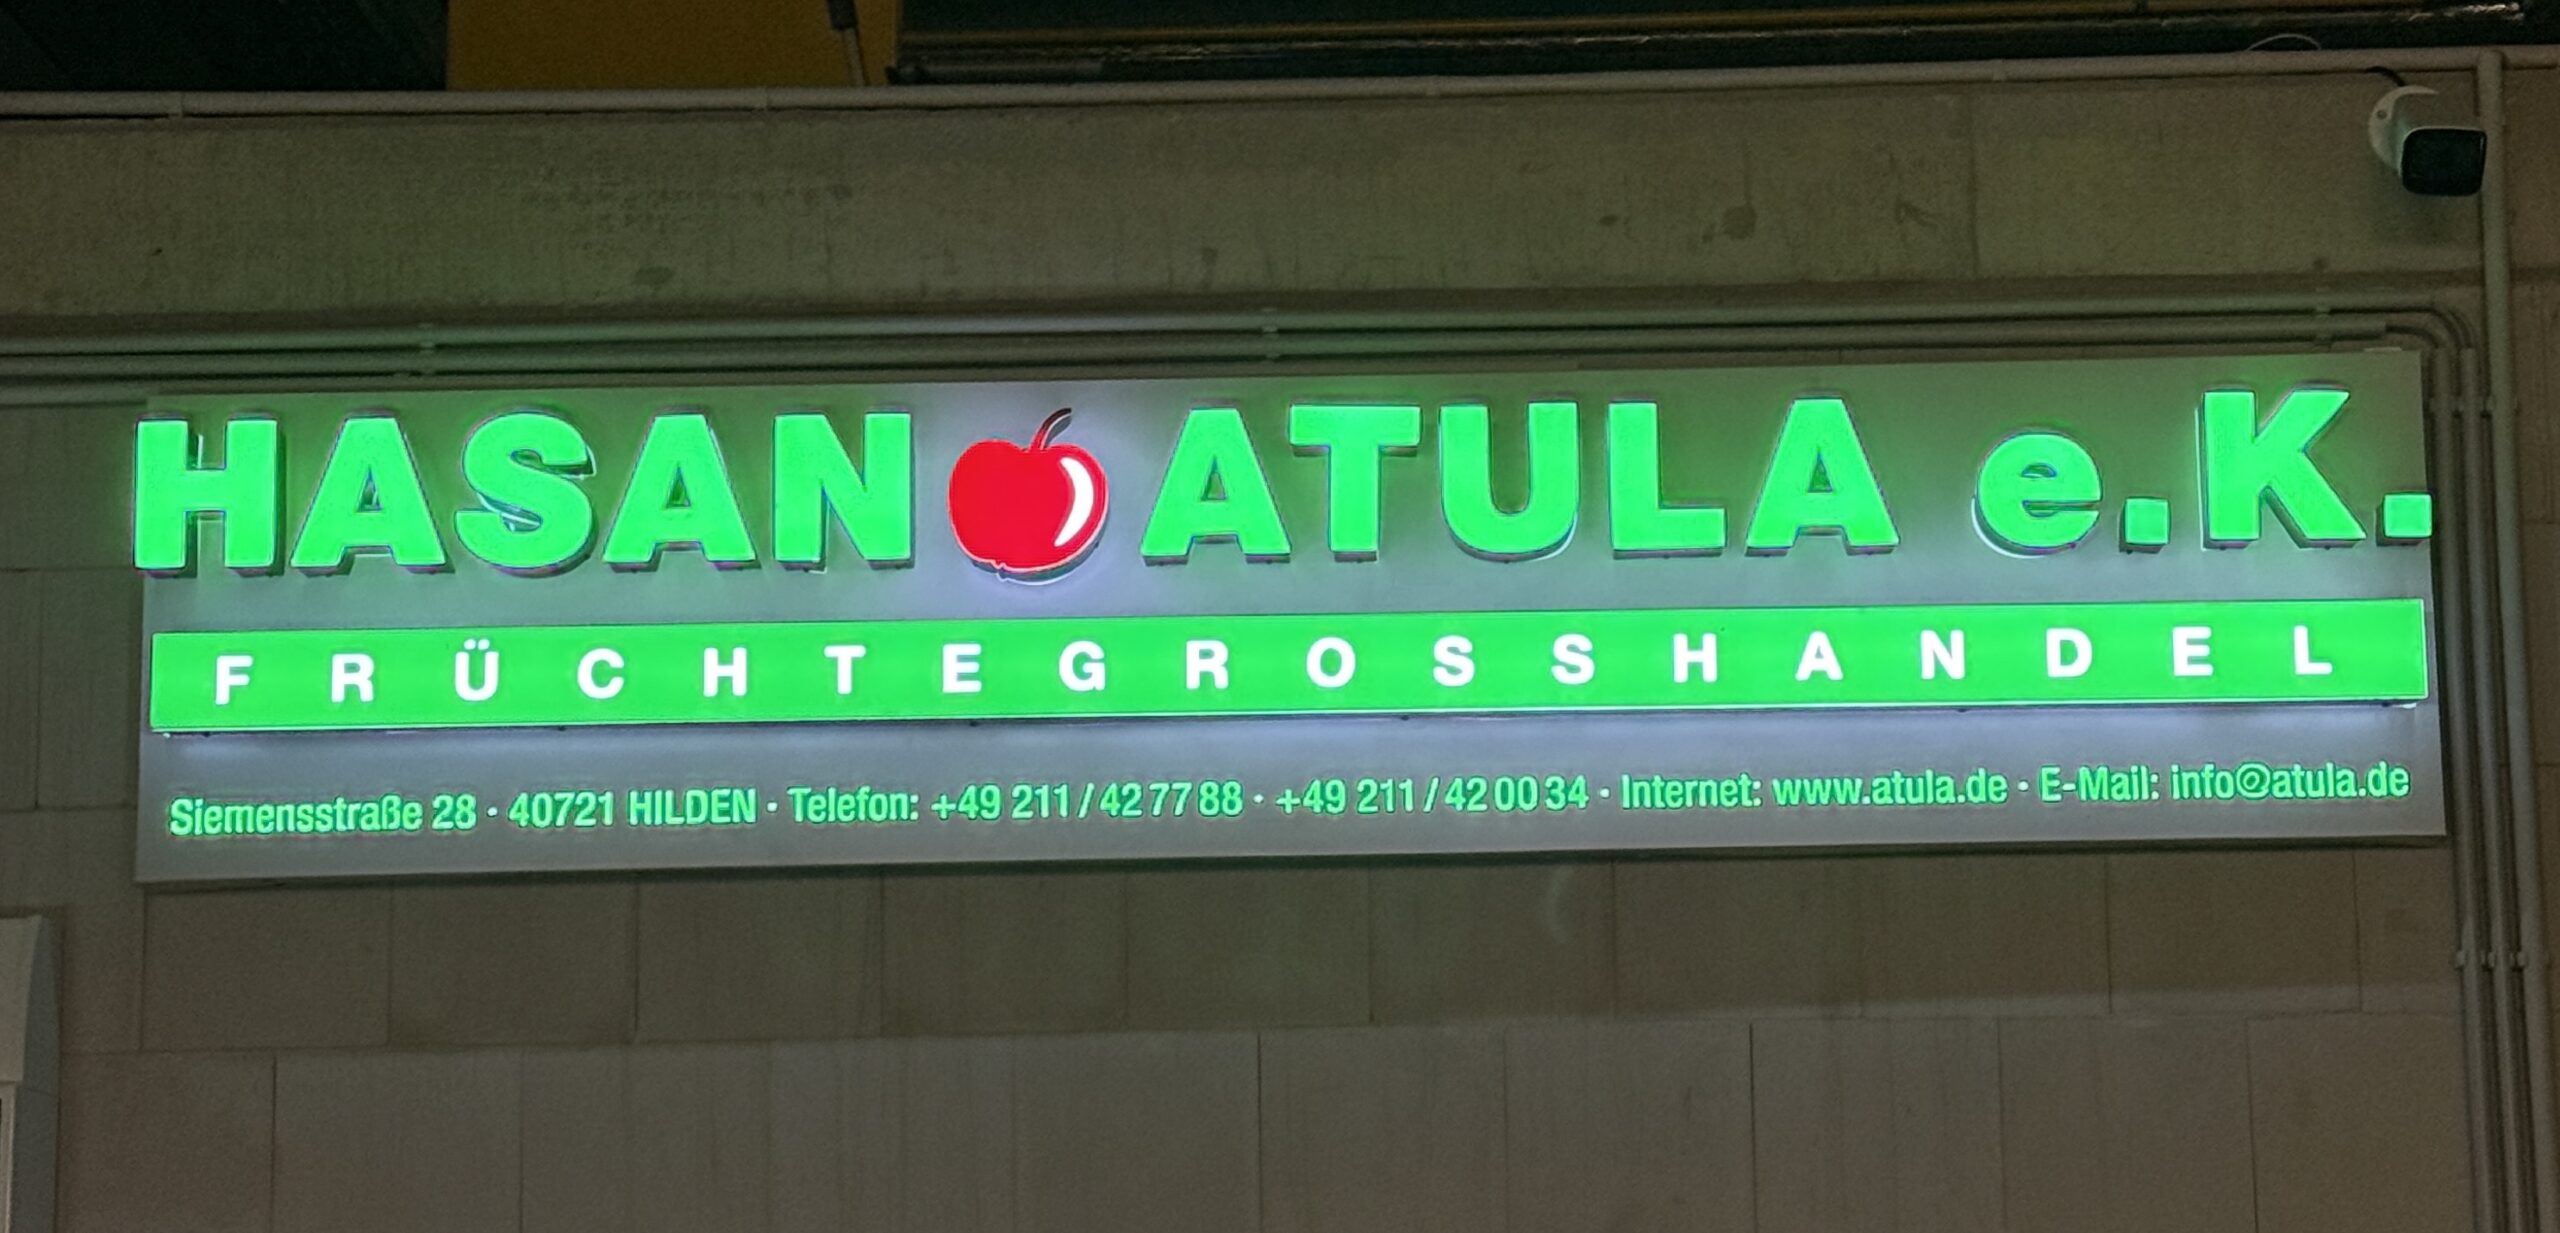 HASAN ATULA e.K.
FRÜCHTEGROSSHANDEL
Siemensstraße 28 · 40721 HILDEN · Telefon: +49 211 / 42 77 88 · +49 211 / 42 00 34 · Internet: www.atula.de · E-Mail: info@atula.de